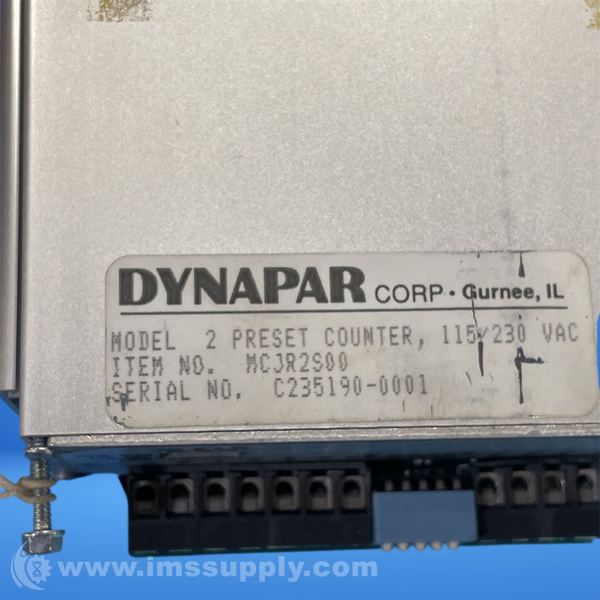 DYNAPAR CORP · Gurnee, IL
MODEL 2 PRESET COUNTER, 115/230 VAC
ITEM NO. MCJR2S00
SERIAL NO. C235190-0001
© www.imssupply.com